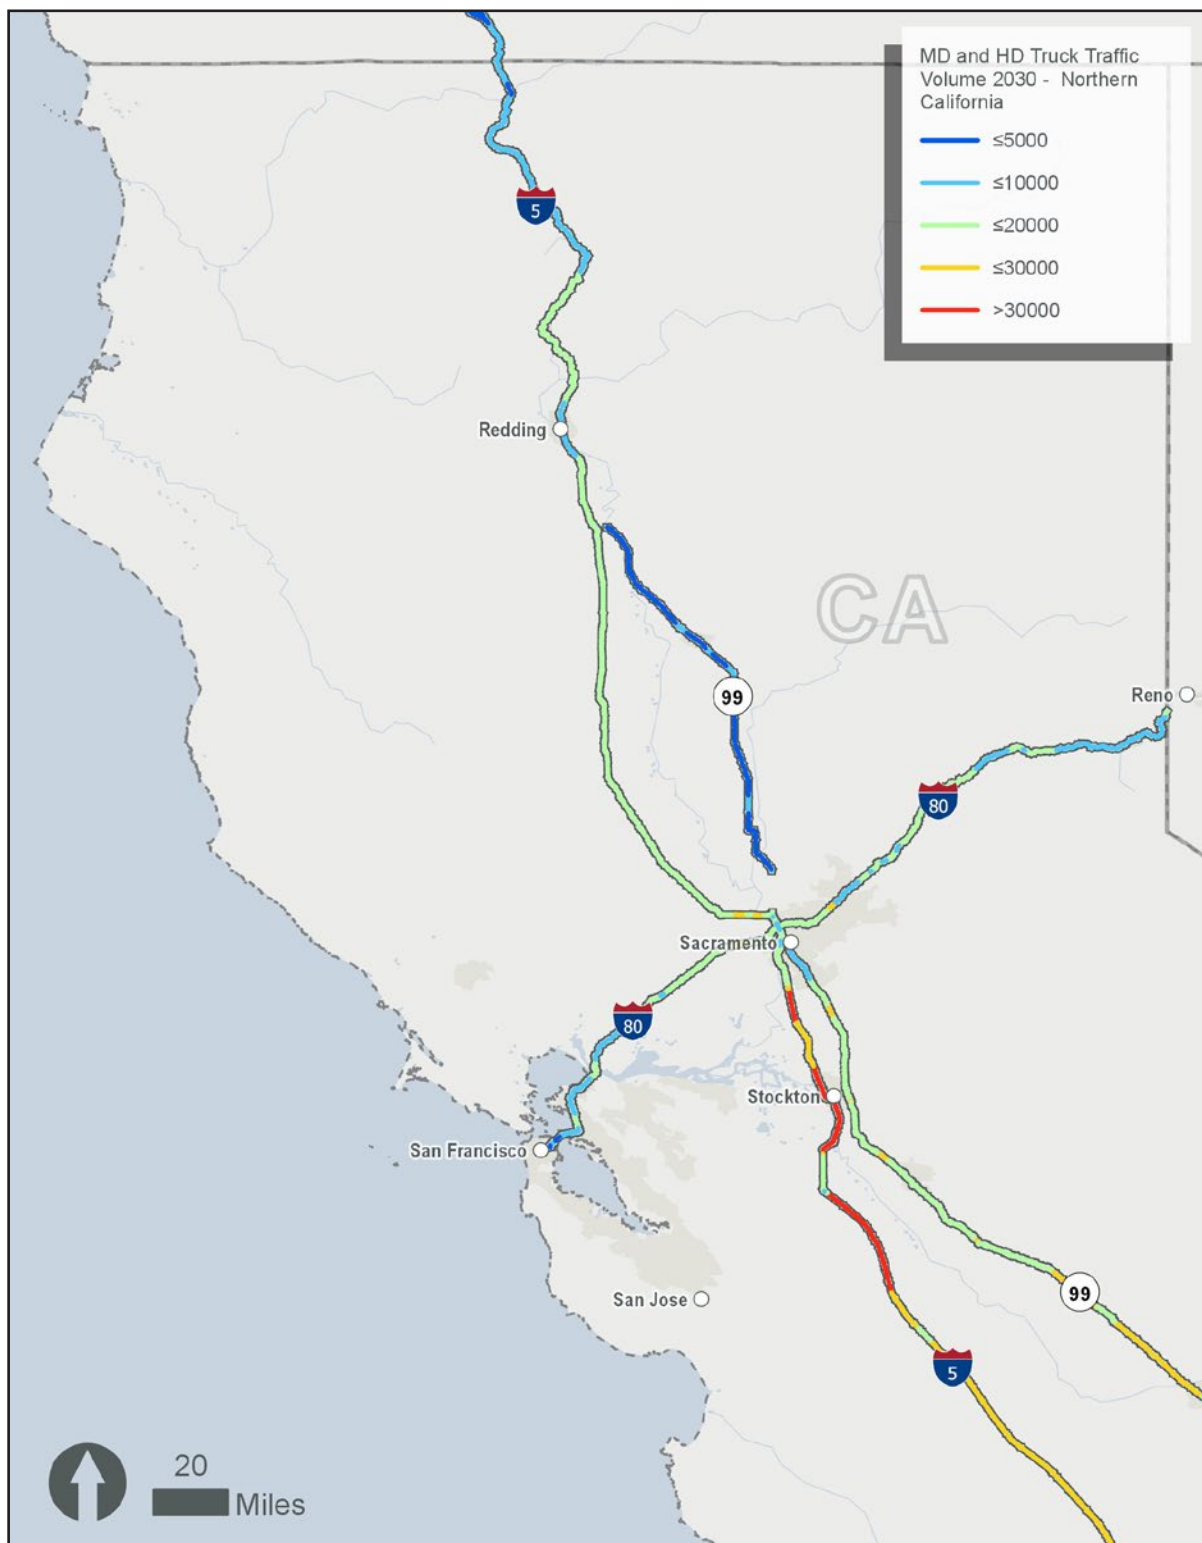 MD and HD Truck Traffic
Volume 2030 - Northern
California
≤5000
≤10000
≤20000
≤30000
>30000
5
Redding
CA
99
Reno
80
Sacramento
80
Stockton
San Francisco
99
San Jose
5
20
Miles